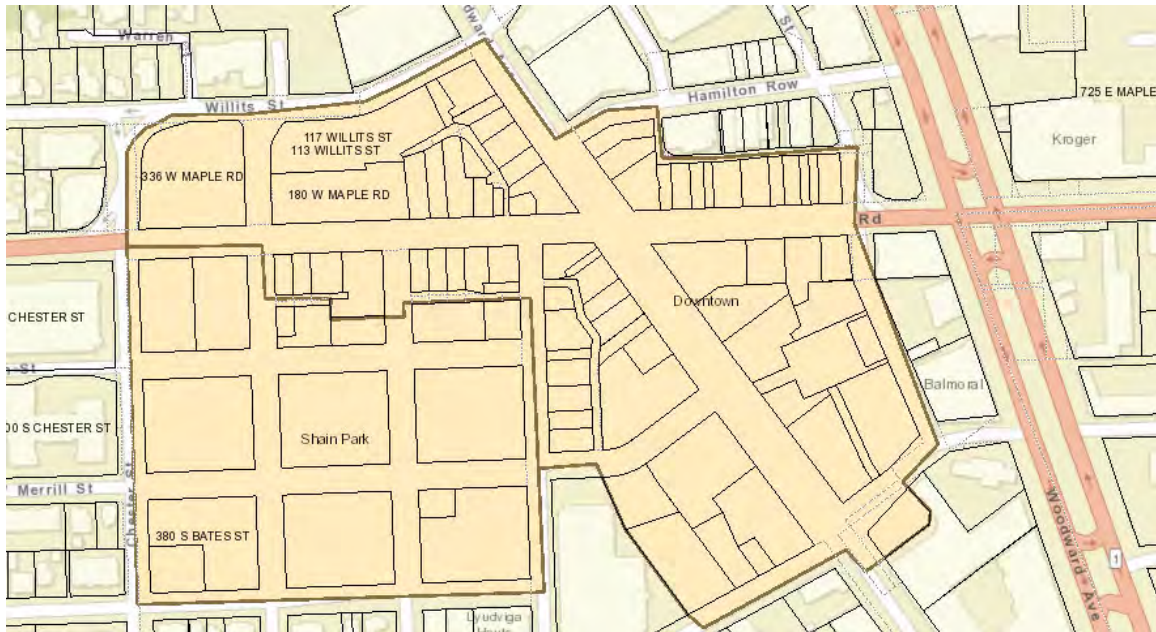 Warren
St
Hamilton Row
725 E MAPLE
Kroger
Willits St
117 WILLITS ST
113 WILLITS ST
336 W MAPLE RD
180 W MAPLE RD
Rd
Downtown
CHESTER ST
Balmoral
Shain Park
00 S CHESTER ST
Merrill St
Chester St
380 S BATES ST
Woodward Ave
1